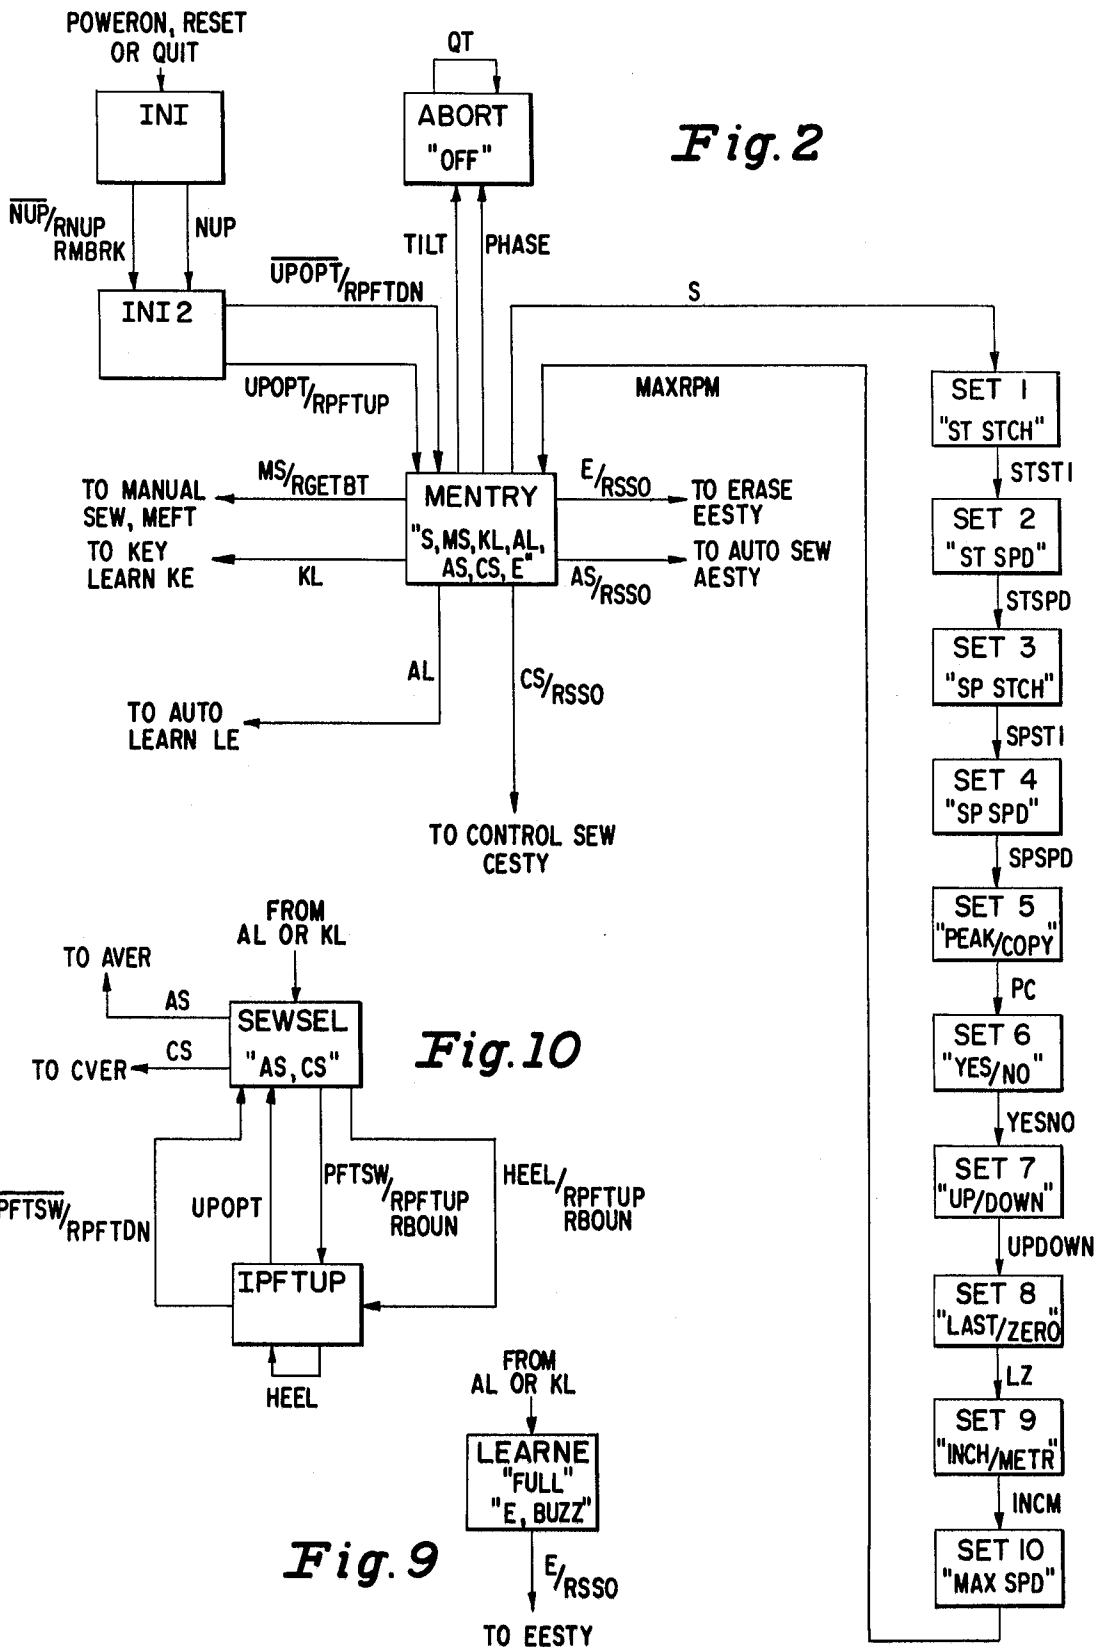 POWERON, RESET
OR QUIT
INI
N̅U̅P̅/RNUP
RMBRK
NUP
INI2
U̅P̅O̅P̅T̅/RPFTDN
UPOPT/RPFTUP
QT
ABORT
"OFF"
Fig. 2
TILT
PHASE
S
MAXRPM
MS/RGETBT
TO MANUAL
SEW, MEFT
TO KEY
LEARN KE
KL
MENTRY
"S,MS,KL,AL,
AS,CS,E"
E/RSSO
TO ERASE
EESTY
AS/RSSO
TO AUTO SEW
AESTY
AL
TO AUTO
LEARN LE
CS/RSSO
TO CONTROL SEW
CESTY
SET 1
"ST STCH"
STSTI
SET 2
"ST SPD"
STSPD
SET 3
"SP STCH"
SPSTI
SET 4
"SP SPD"
SPSPD
SET 5
"PEAK/COPY"
PC
SET 6
"YES/NO"
YESNO
SET 7
"UP/DOWN"
UPDOWN
SET 8
"LAST/ZERO"
LZ
SET 9
"INCH/METR"
INCM
SET 10
"MAX SPD"
FROM
AL OR KL
TO AVER
AS
SEWSEL
"AS, CS"
CS
TO CVER
Fig. 10
P̅F̅T̅S̅W̅/RPFTDN
UPOPT
PFTSW/RPFTUP
RBOUN
HEEL/RPFTUP
RBOUN
IPFTUP
HEEL
FROM
AL OR KL
LEARNE
"FULL"
"E, BUZZ"
Fig. 9
E/RSSO
TO EESTY